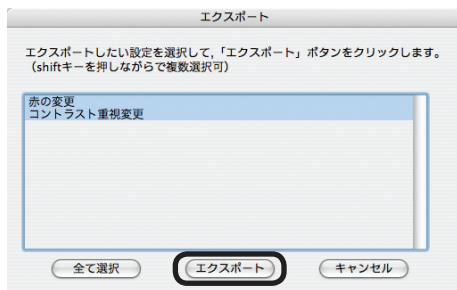 エクスポート
エクスポートしたい設定を選択して,「エクスポート」ボタンをクリックします。
（shiftキーを押しながらで複数選択可）
赤の変更
コントラスト重視変更
全て選択 エクスポート キャンセル